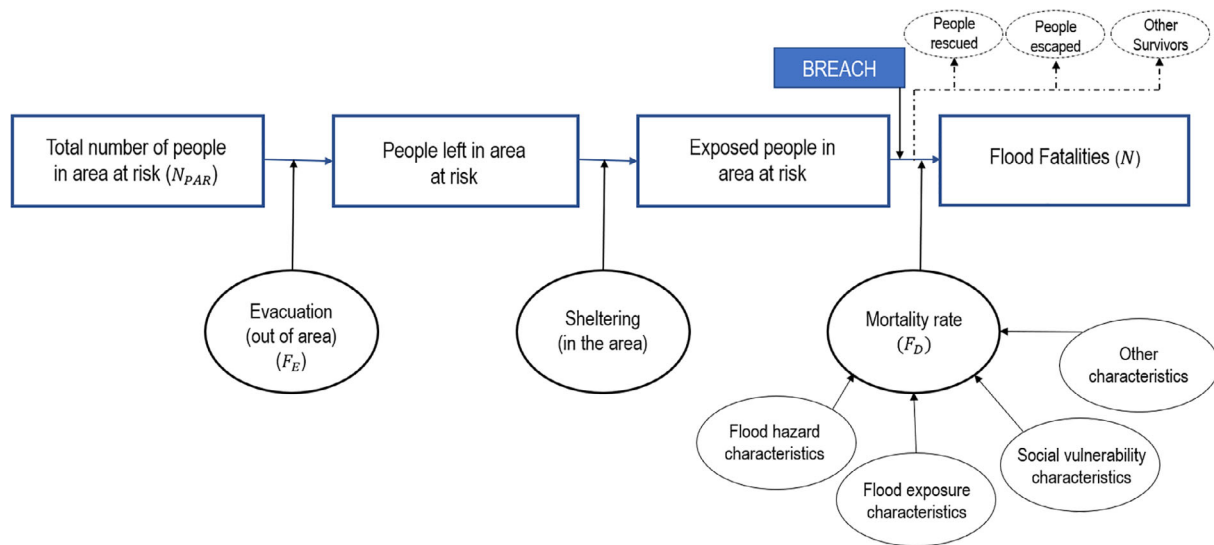 People
rescued
People
escaped
Other
Survivors
BREACH
Total number of people
in area at risk (N_PAR)
People left in area
at risk
Exposed people in
area at risk
Flood Fatalities (N)
Evacuation
(out of area)
(F_E)
Sheltering
(in the area)
Mortality rate
(F_D)
Other
characteristics
Flood hazard
characteristics
Social vulnerability
characteristics
Flood exposure
characteristics